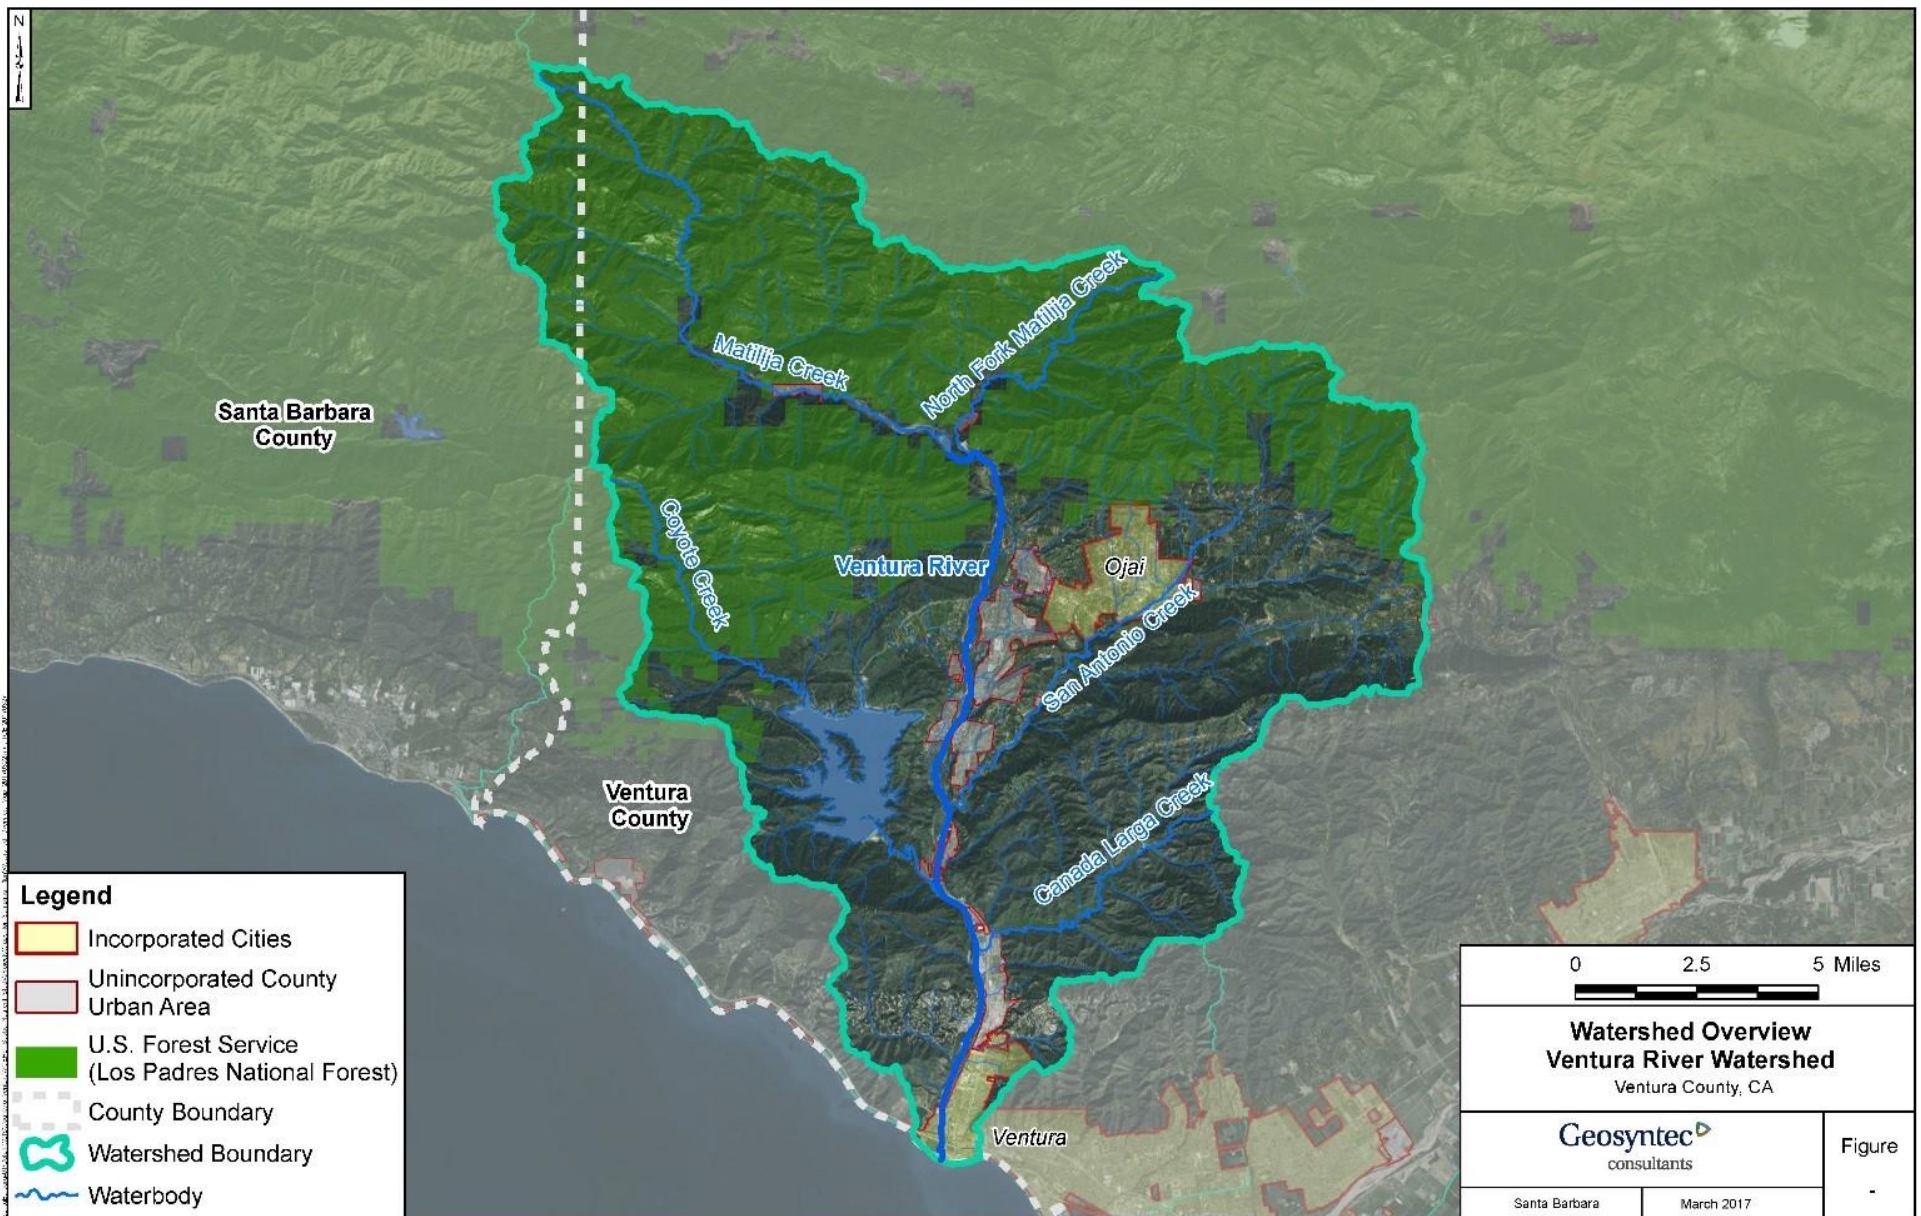 N
Santa Barbara
County
Matilija Creek
North Fork Matilija Creek
Coyote Creek
Ventura River
Ojai
San Antonio Creek
Ventura
County
Canada Larga Creek
Ventura
Legend
Incorporated Cities
Unincorporated County
Urban Area
U.S. Forest Service
(Los Padres National Forest)
County Boundary
Watershed Boundary
Waterbody
0 2.5 5 Miles
Watershed Overview
Ventura River Watershed
Ventura County, CA
Geosyntec
consultants
Figure
-
Santa Barbara
March 2017